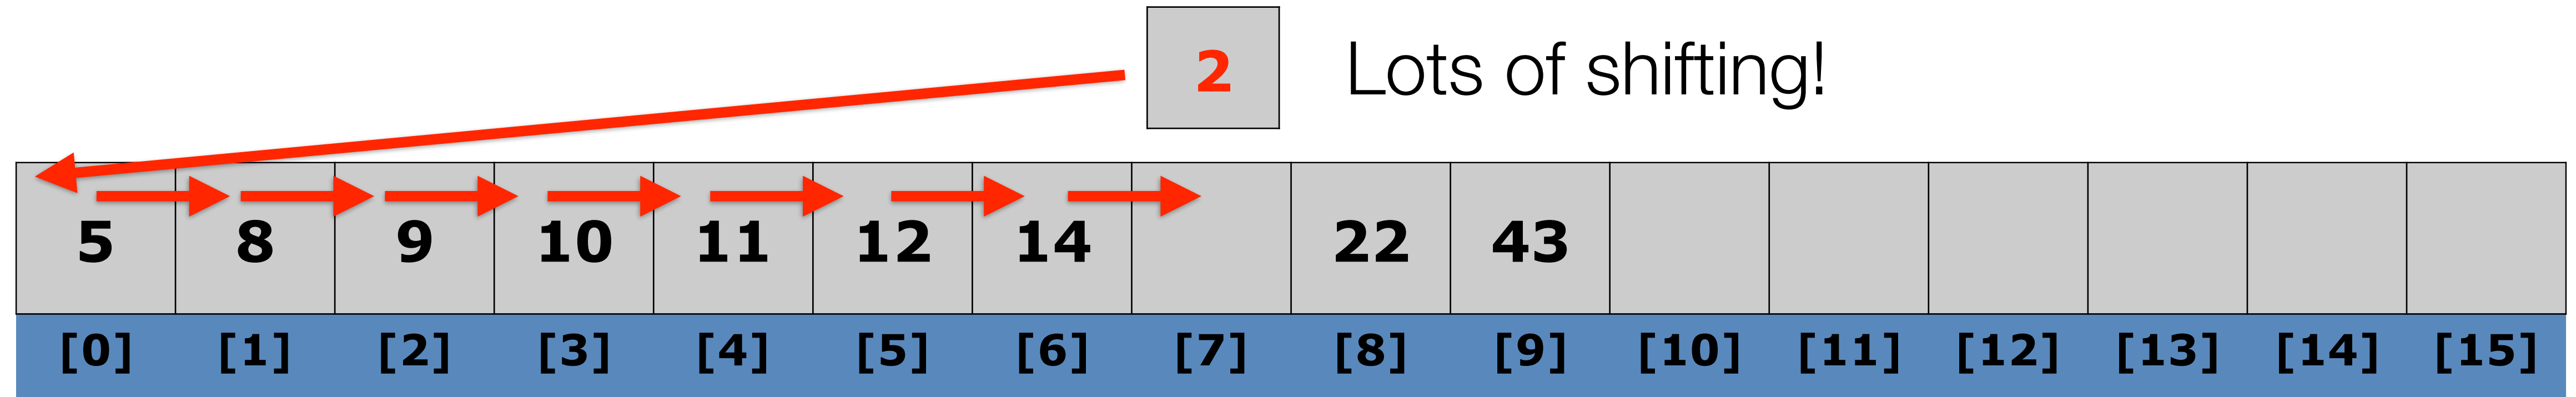 2 Lots of shifting!
5 8 9 10 11 12 14 22 43
[0] [1] [2] [3] [4] [5] [6] [7] [8] [9] [10] [11] [12] [13] [14] [15]